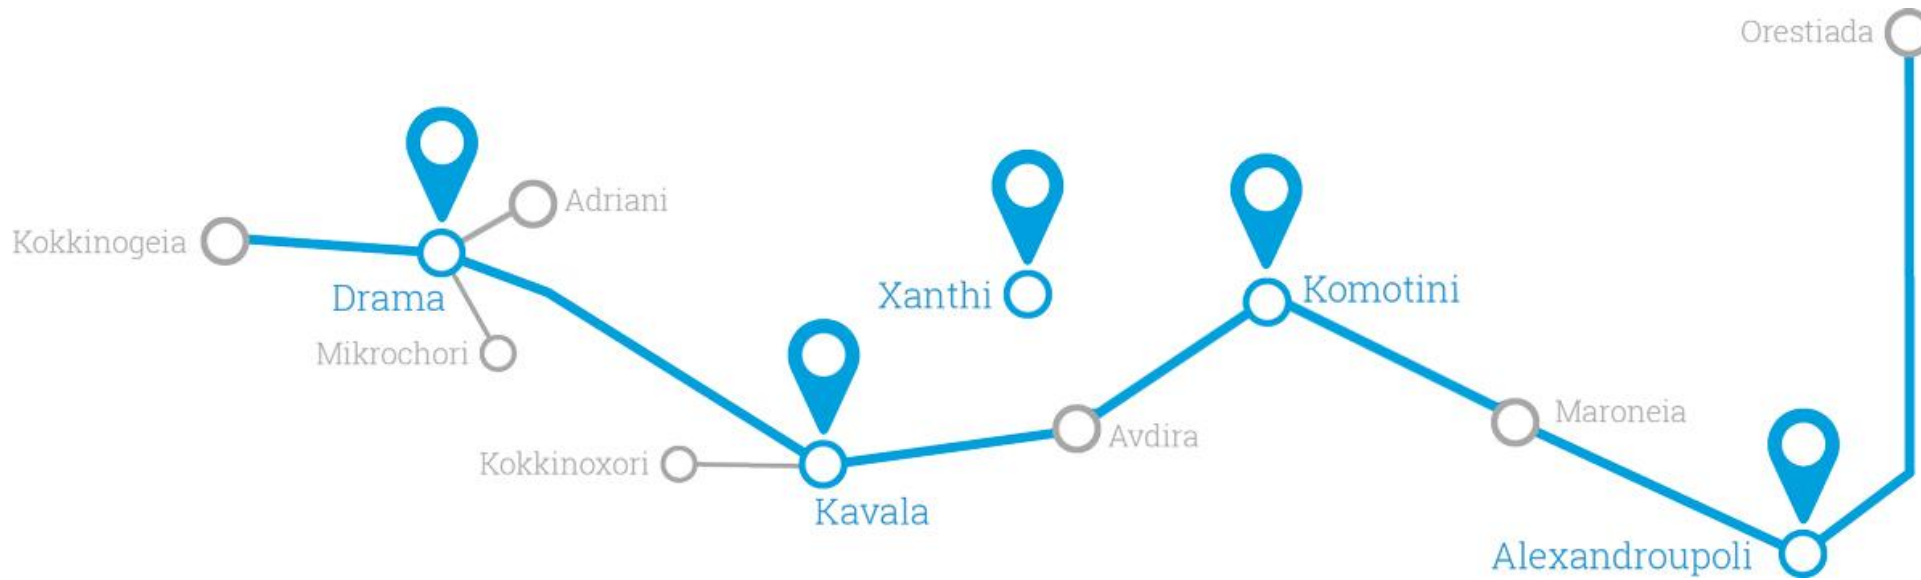 Orestiada
Adriani
Kokkinogeia
Drama
Mikrochori
Xanthi
Komotini
Maroneia
Avdira
Kokkinoxori
Kavala
Alexandroupoli